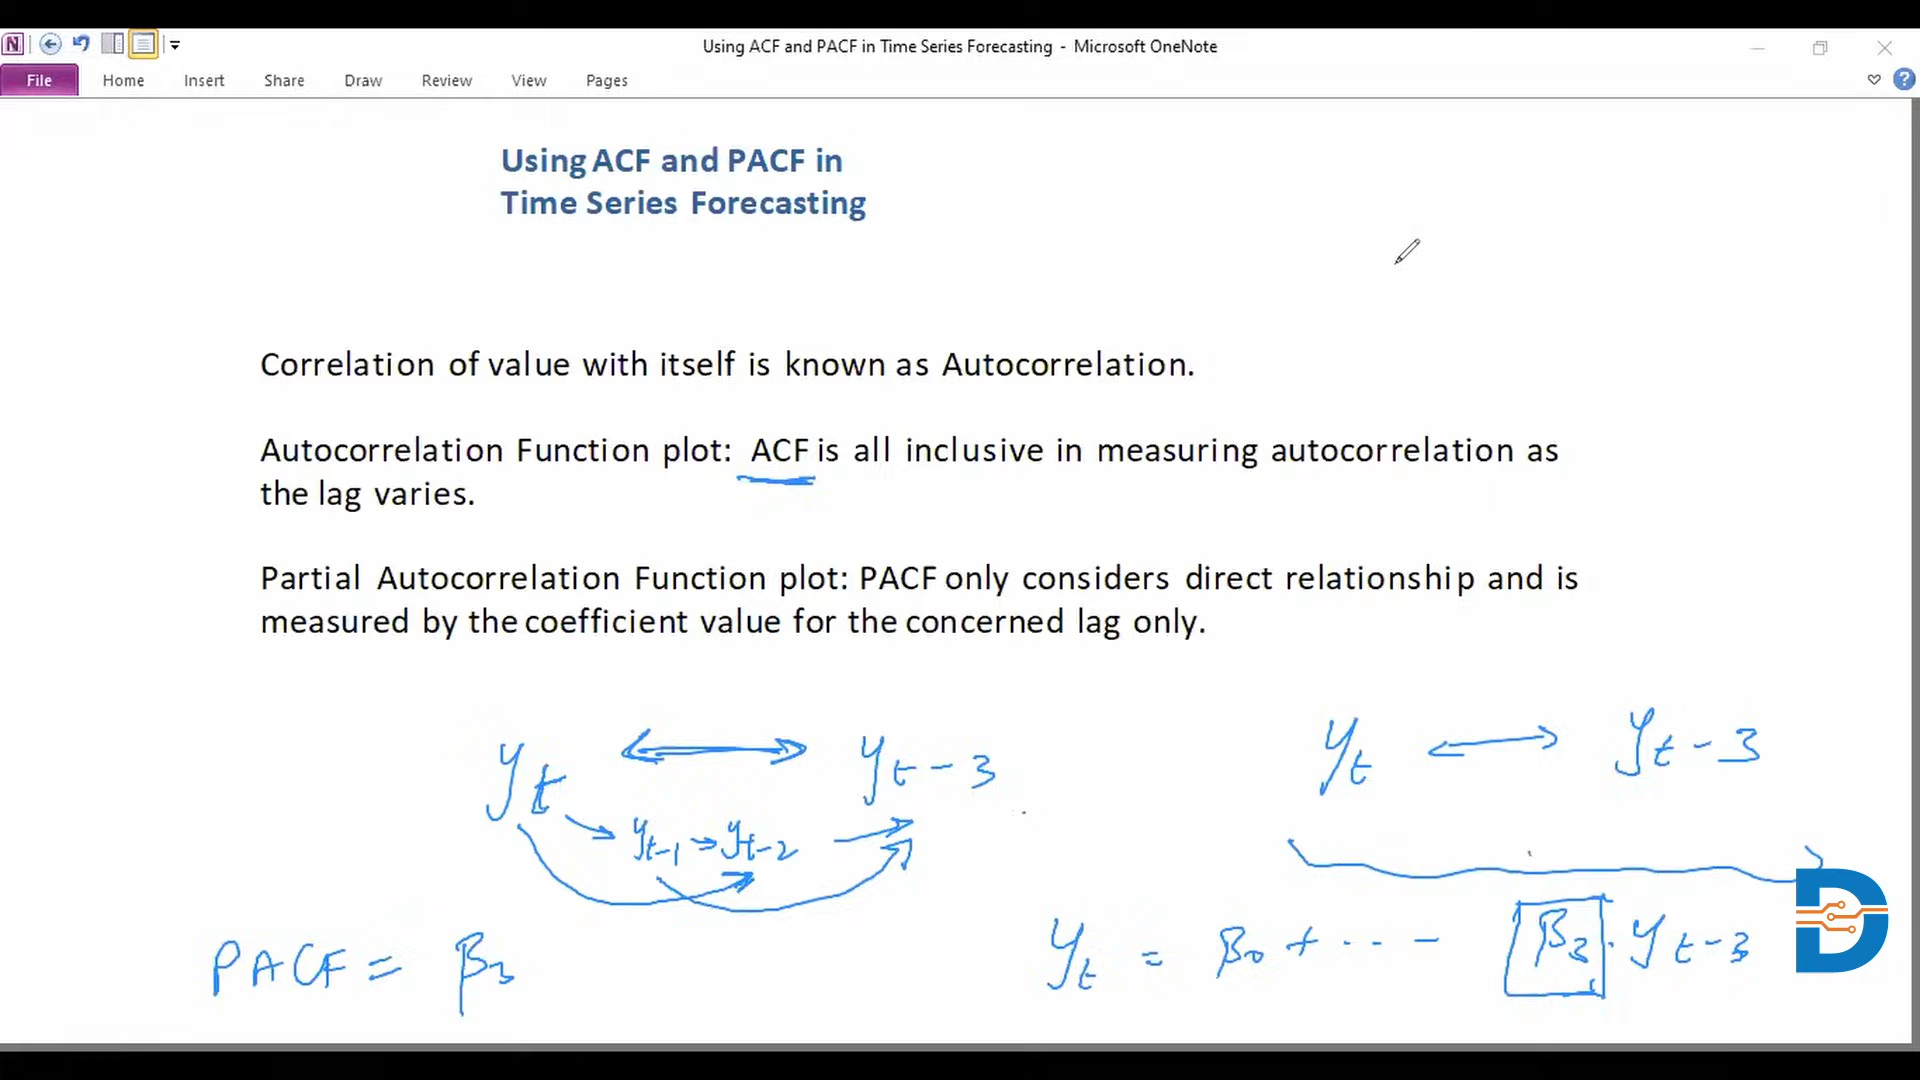 Using ACF and PACF in Time Series Forecasting - Microsoft OneNote
File Home Insert Share Draw Review View Pages
Using ACF and PACF in
Time Series Forecasting
Correlation of value with itself is known as Autocorrelation.
Autocorrelation Function plot: ACF is all inclusive in measuring autocorrelation as
the lag varies.
Partial Autocorrelation Function plot: PACF only considers direct relationship and is
measured by the coefficient value for the concerned lag only.
yt ↔ yt-3
yt-1 → yt-2
PACF = β3
yt ↔ yt-3
yt = β0 + ... - β3 · yt-3
D